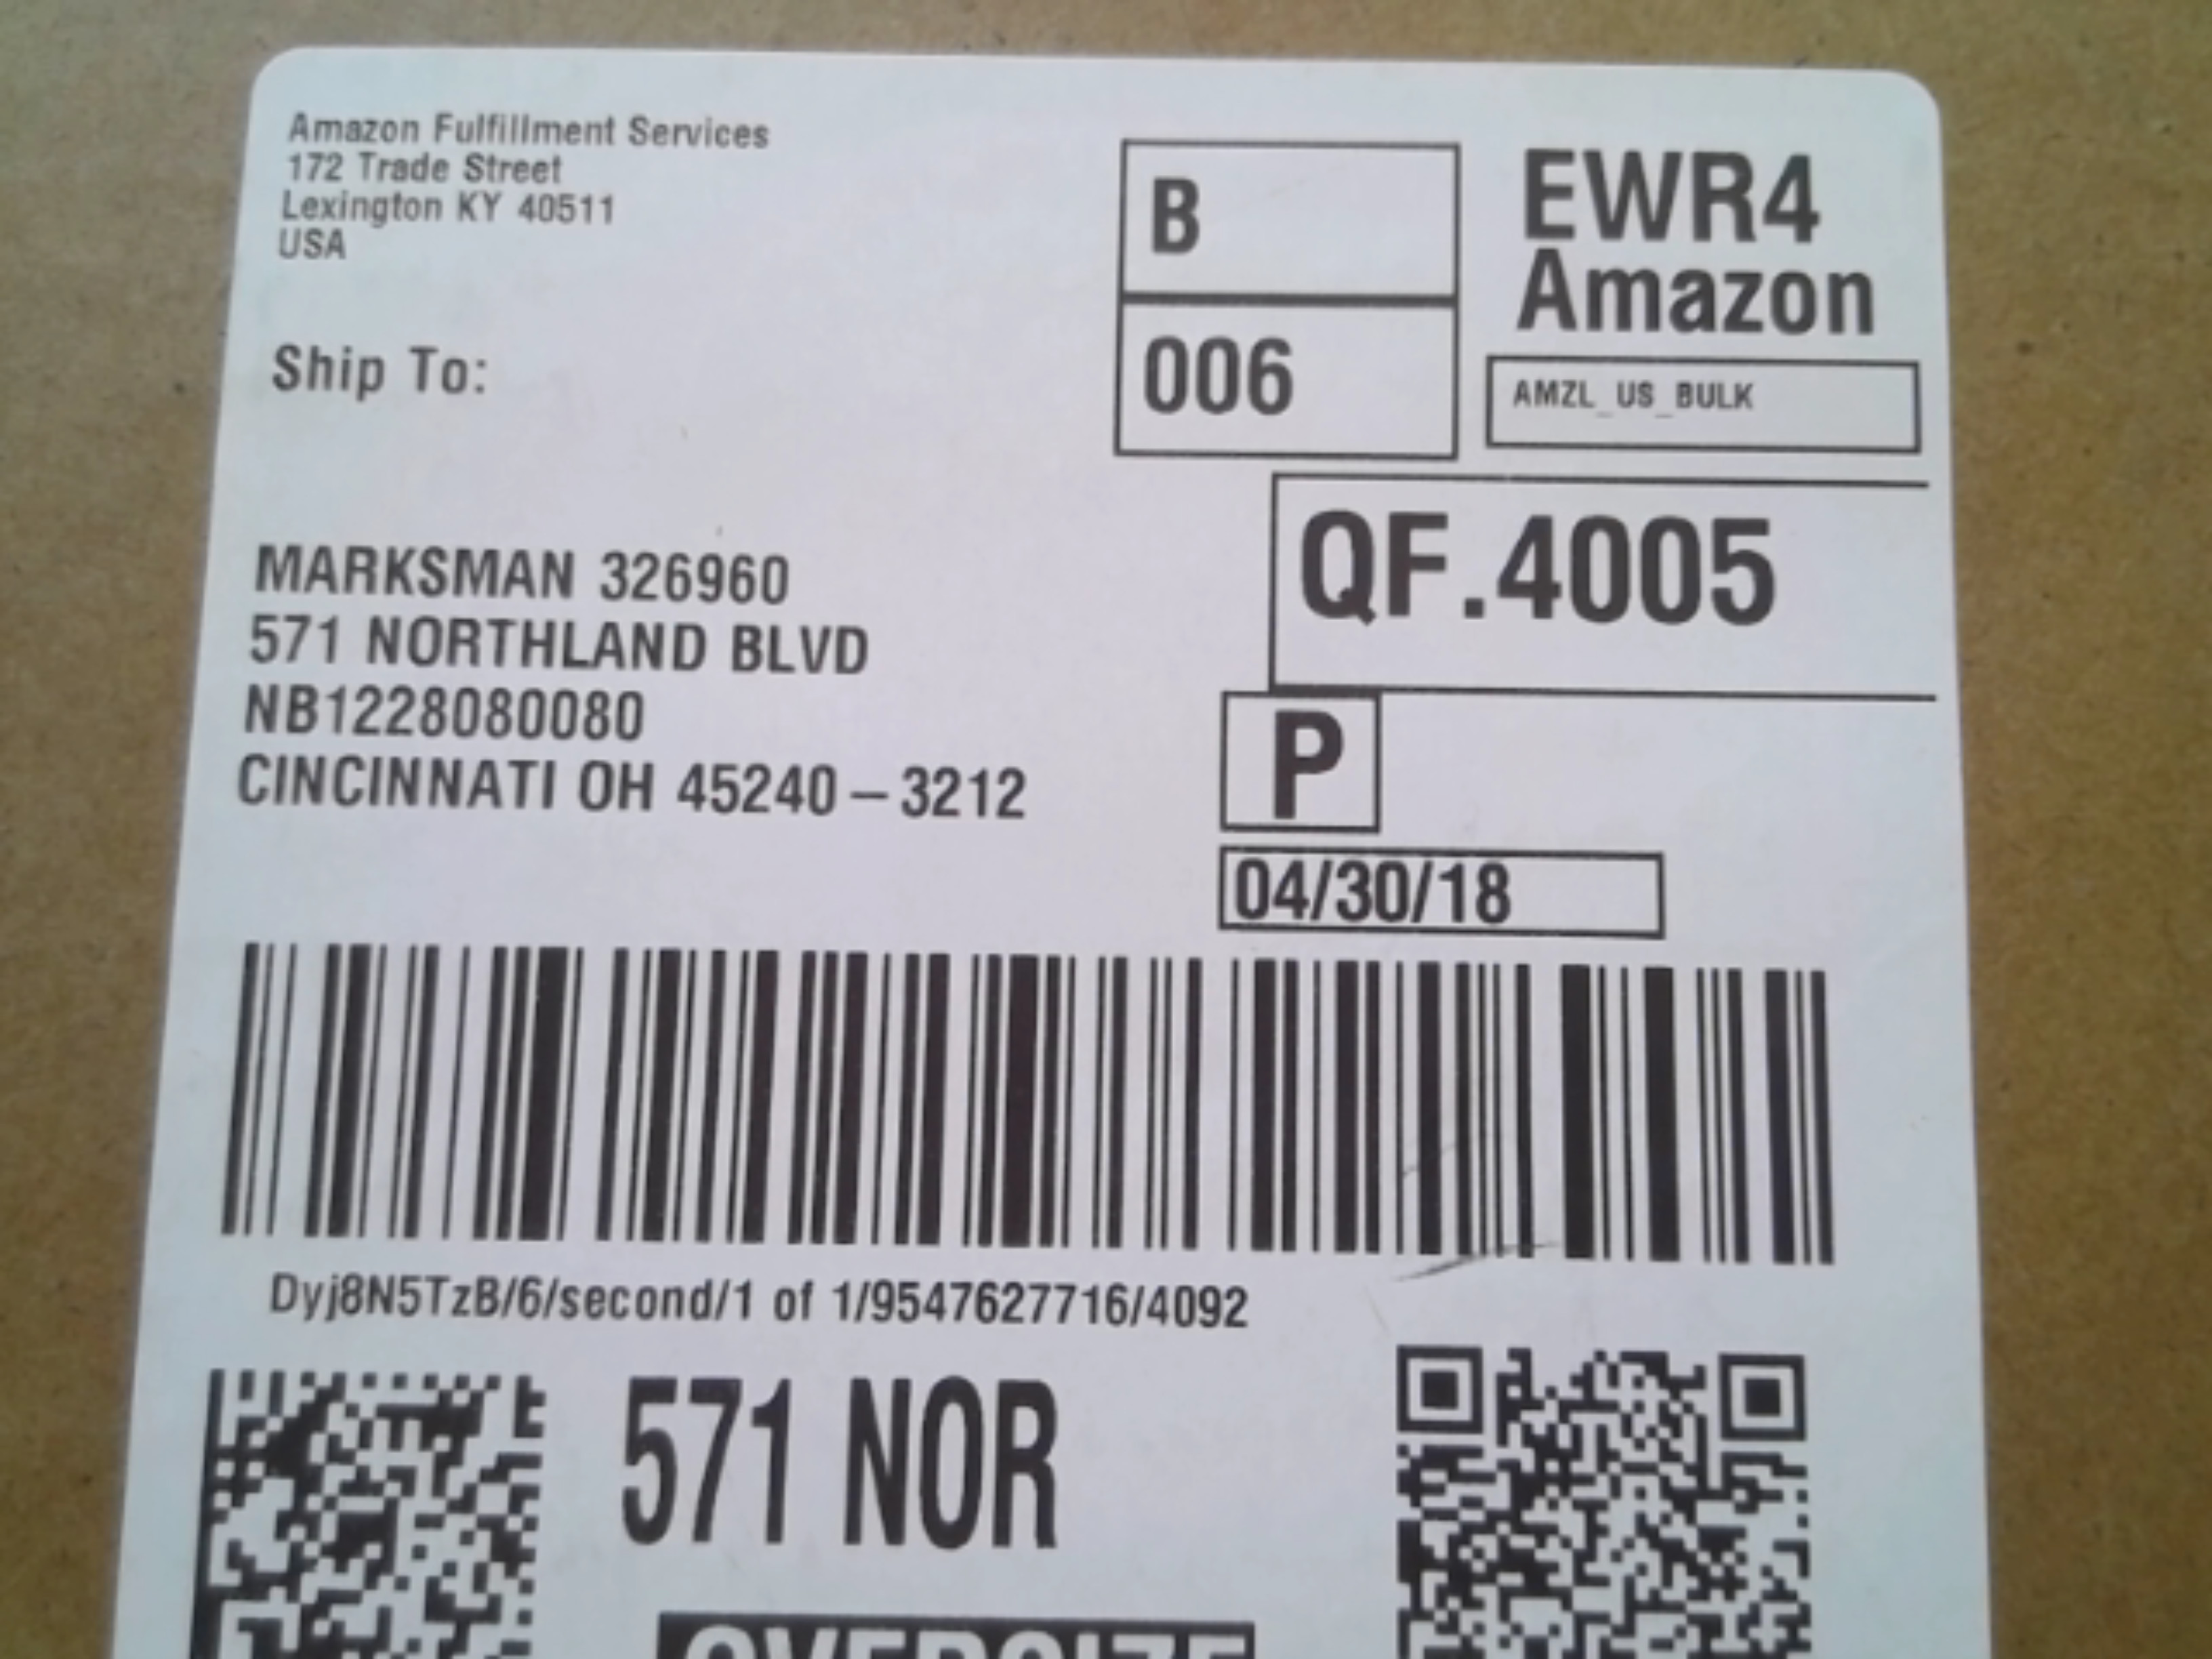 Amazon Fulfillment Services
172 Trade Street
Lexington KY 40511
USA
Ship To:
B
006
EWR4
Amazon
AMZL_US_BULK
QF.4005
MARKSMAN 326960
571 NORTHLAND BLVD
NB1228080080
CINCINNATI OH 45240-3212
P
04/30/18
Dyj8N5TzB/6/second/1 of 1/9547627716/4092
571 NOR
OVERSIZE